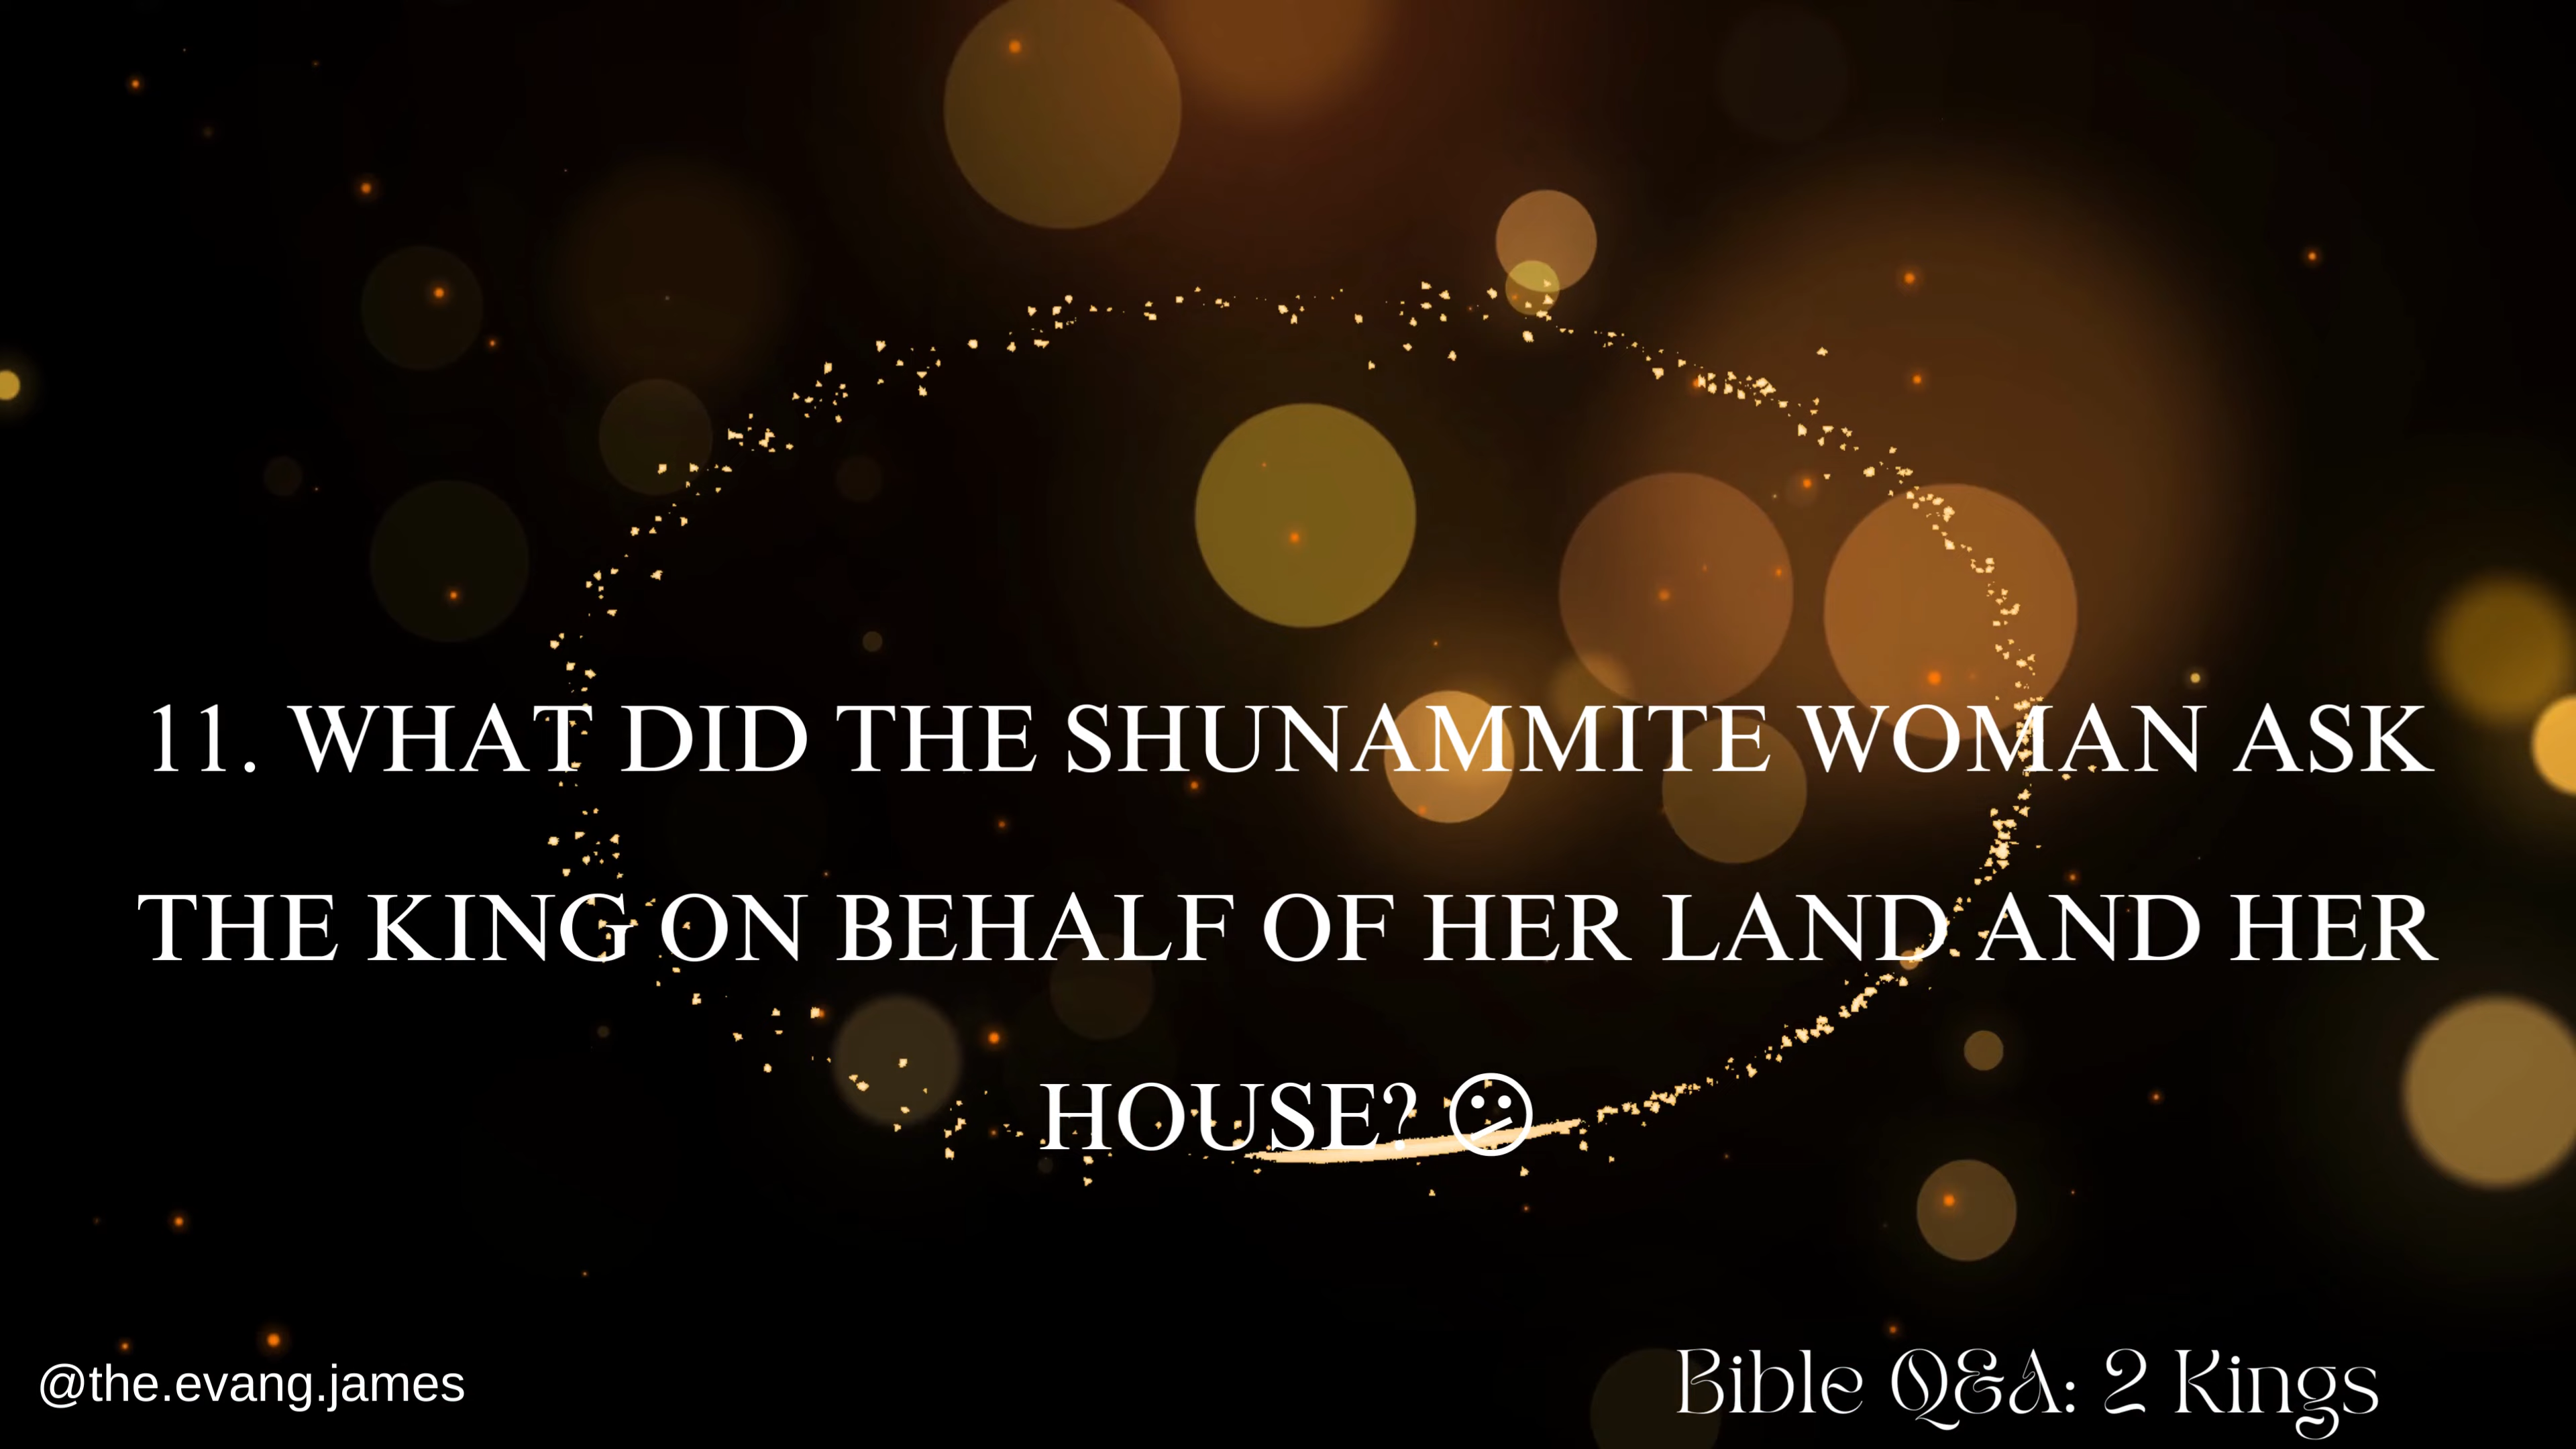 11. WHAT DID THE SHUNAMMITE WOMAN ASK
THE KING ON BEHALF OF HER LAND AND HER
HOUSE? 🫤
@the.evang.james
Bible Q&A: 2 Kings